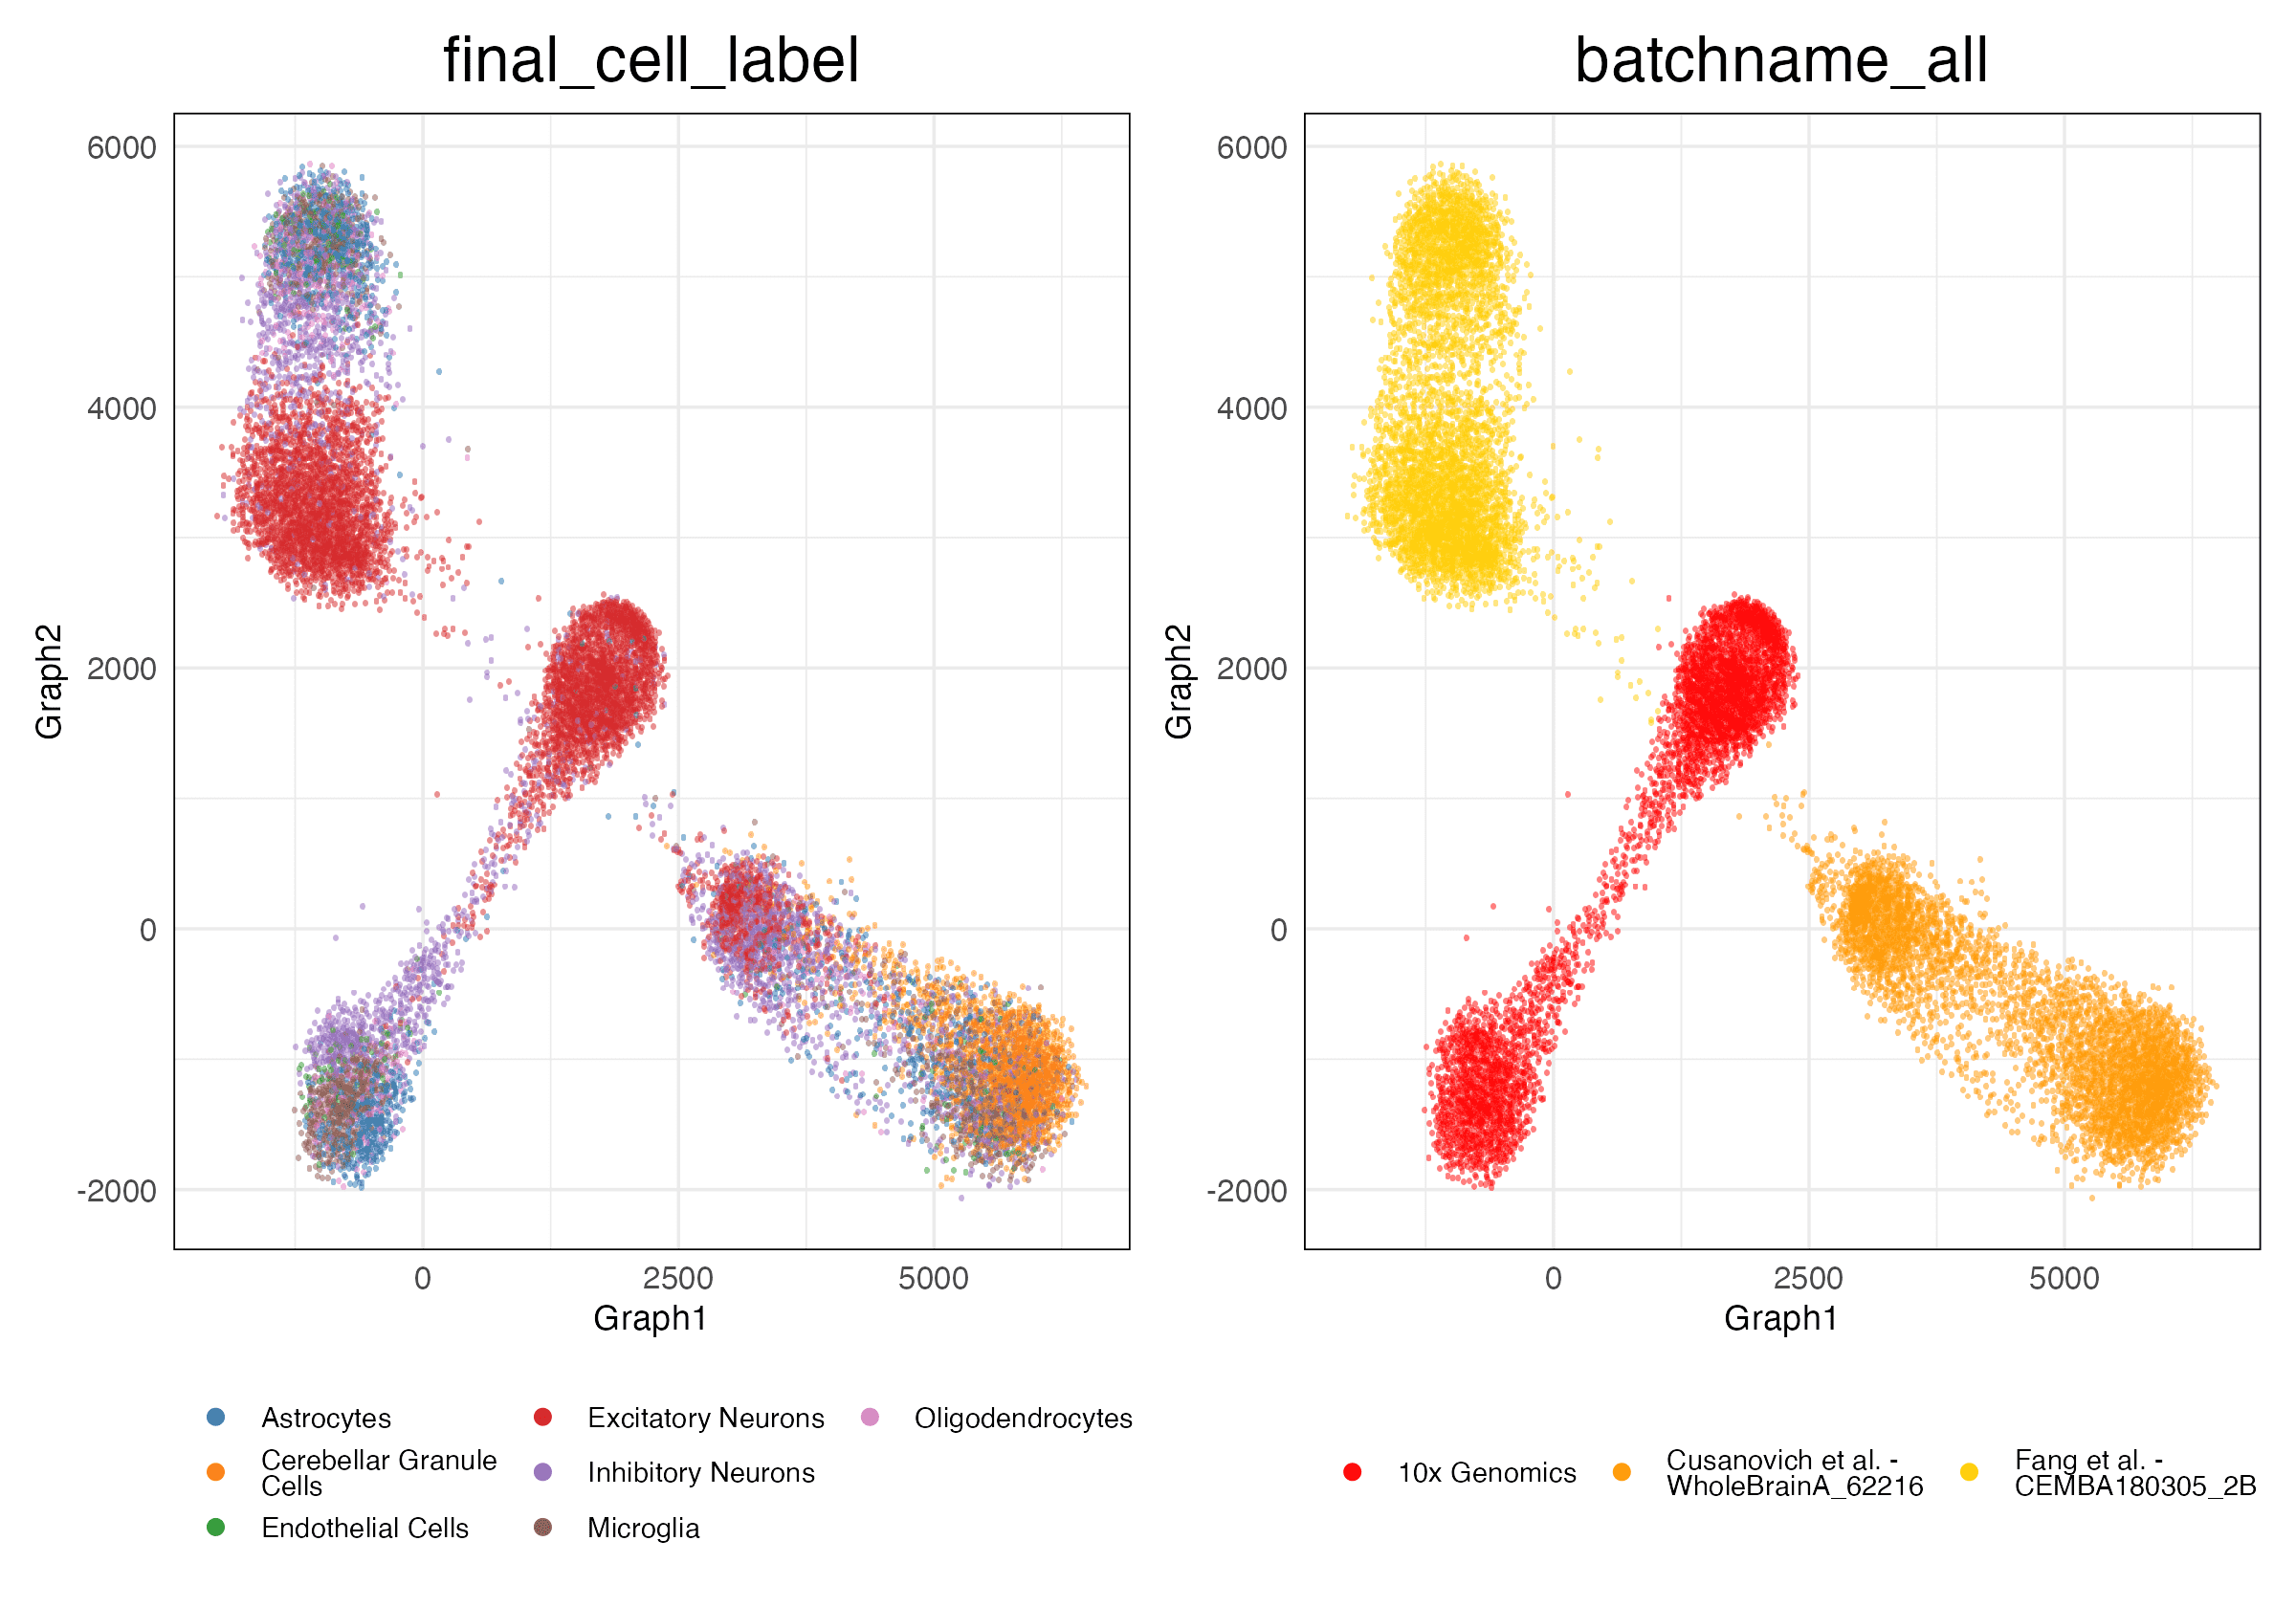 final_cell_label
6000
4000
2000
0
-2000
Graph2
0 2500 5000
Graph1
Astrocytes
Cerebellar Granule
Cells
Endothelial Cells
Excitatory Neurons
Inhibitory Neurons
Microglia
Oligodendrocytes
batchname_all
6000
4000
2000
0
-2000
Graph2
0 2500 5000
Graph1
10x Genomics
Cusanovich et al. -
WholeBrainA_62216
Fang et al. -
CEMBA180305_2B